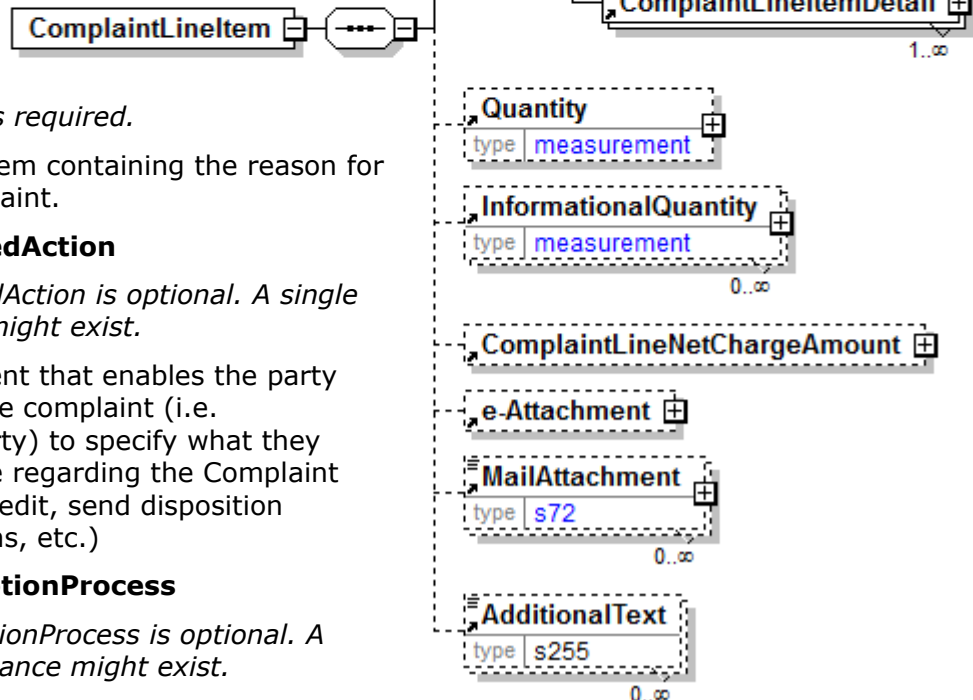 ComplaintLineItem
s required.
em containing the reason for
aint.
edAction
Action is optional. A single
might exist.
ent that enables the party
e complaint (i.e.
rty) to specify what they
e regarding the Complaint
edit, send disposition
ns, etc.)
tionProcess
ionProcess is optional. A
ance might exist.
ComplaintLineItemDetail
1..∞
Quantity
type measurement
InformationalQuantity
type measurement
0..∞
ComplaintLineNetChargeAmount
e-Attachment
MailAttachment
type s72
0..∞
AdditionalText
type s255
0..∞